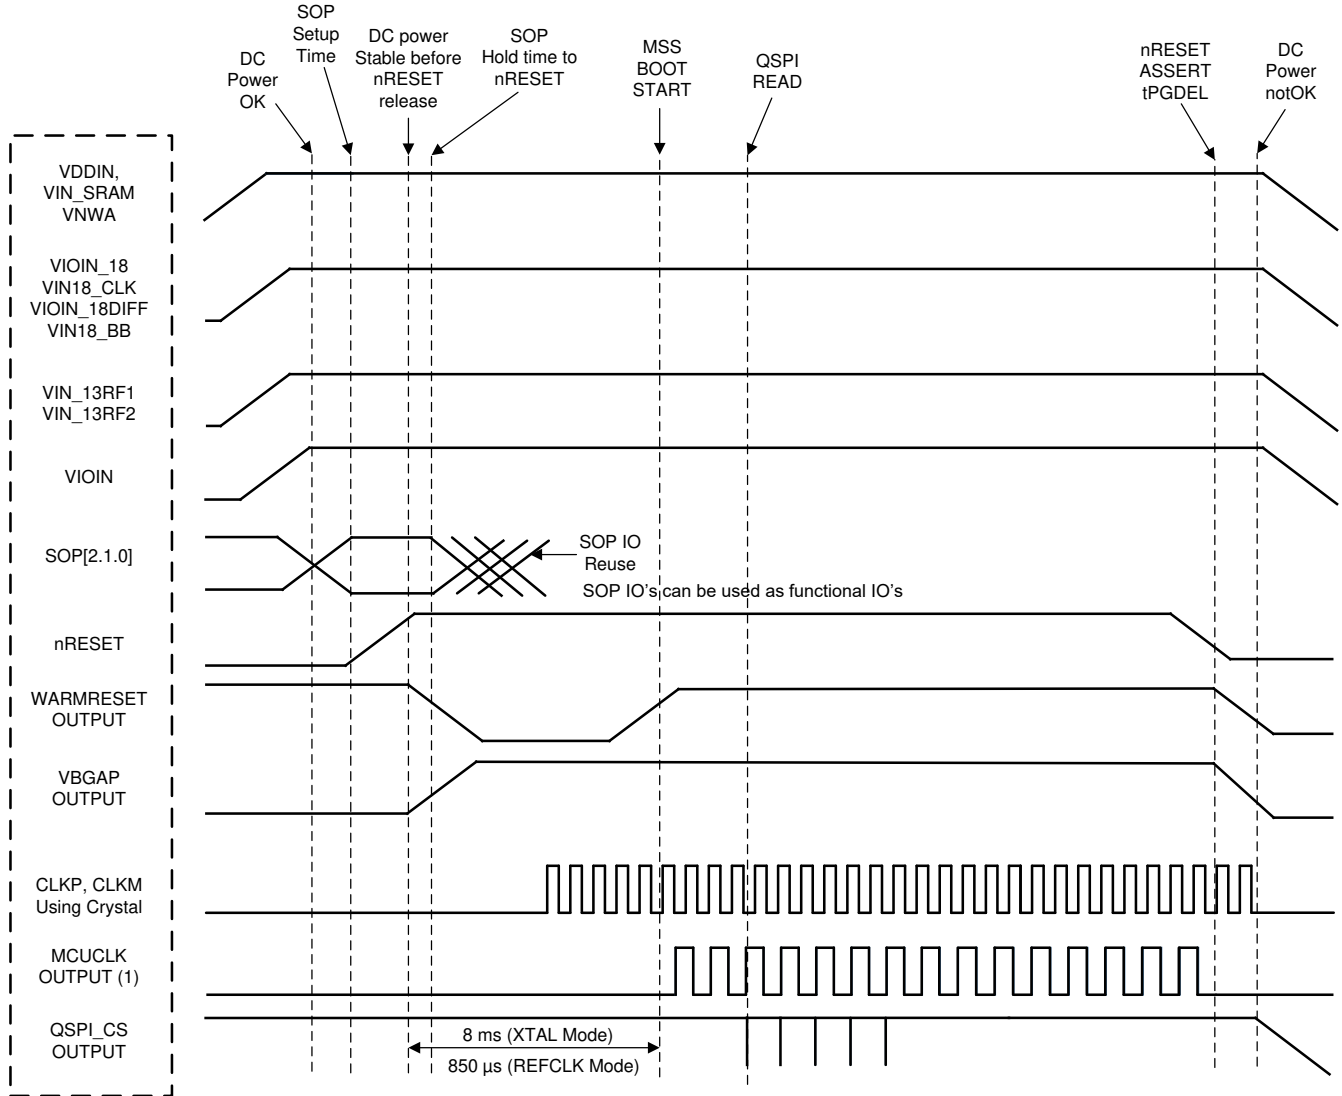 DC
Power
OK
SOP
Setup
Time
DC power
Stable before
nRESET
release
SOP
Hold time to
nRESET
MSS
BOOT
START
QSPI
READ
nRESET
ASSERT
tPGDEL
DC
Power
notOK
VDDIN,
VIN_SRAM
VNWA
VIOIN_18
VIN18_CLK
VIOIN_18DIFF
VIN18_BB
VIN_13RF1
VIN_13RF2
VIOIN
SOP[2.1.0]
SOP IO
Reuse
SOP IO's can be used as functional IO's
nRESET
WARMRESET
OUTPUT
VBGAP
OUTPUT
CLKP, CLKM
Using Crystal
MCUCLK
OUTPUT (1)
QSPI_CS
OUTPUT
8 ms (XTAL Mode)
850 µs (REFCLK Mode)